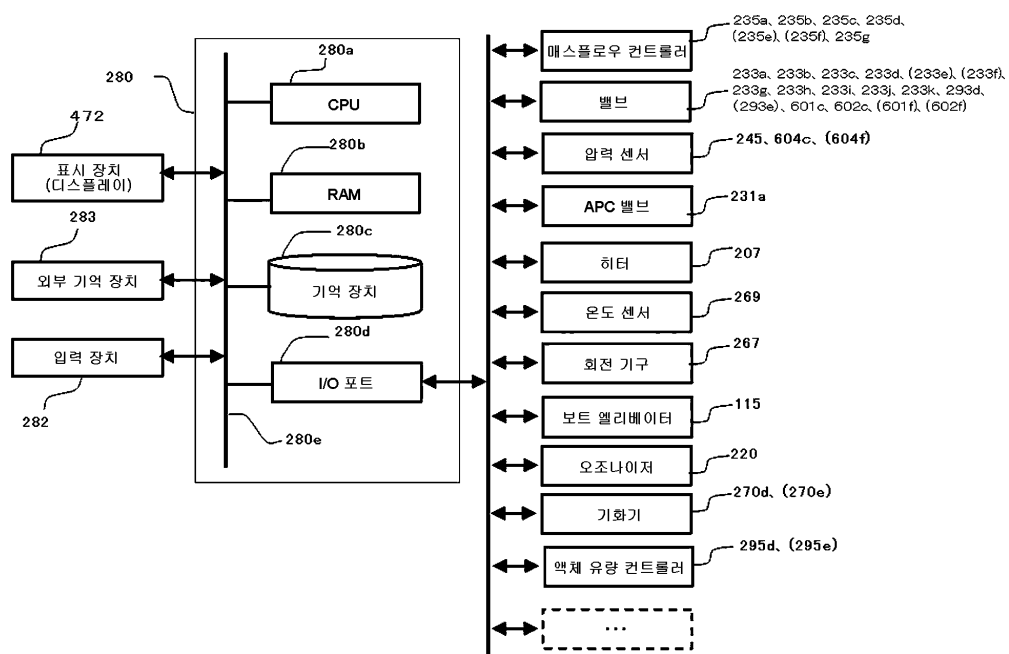 280
280a
CPU
280b
RAM
280c
기억 장치
280d
I/O 포트
280e
472
표시 장치
(디스플레이)
283
외부 기억 장치
입력 장치
282
매스플로우 컨트롤러
235a、235b、235c、235d、
(235e)、(235f)、235g
밸브
233a、233b、233c、233d、(233e)、(233f)、
233g、233h、233i、233j、233k、293d、
(293e)、601c、602c、(601f)、(602f)
압력 센서
245、604c、(604f)
APC 밸브
231a
히터
207
온도 센서
269
회전 기구
267
보트 엘리베이터
115
오조나이저
220
기화기
270d、(270e)
액체 유량 컨트롤러
295d、(295e)
...